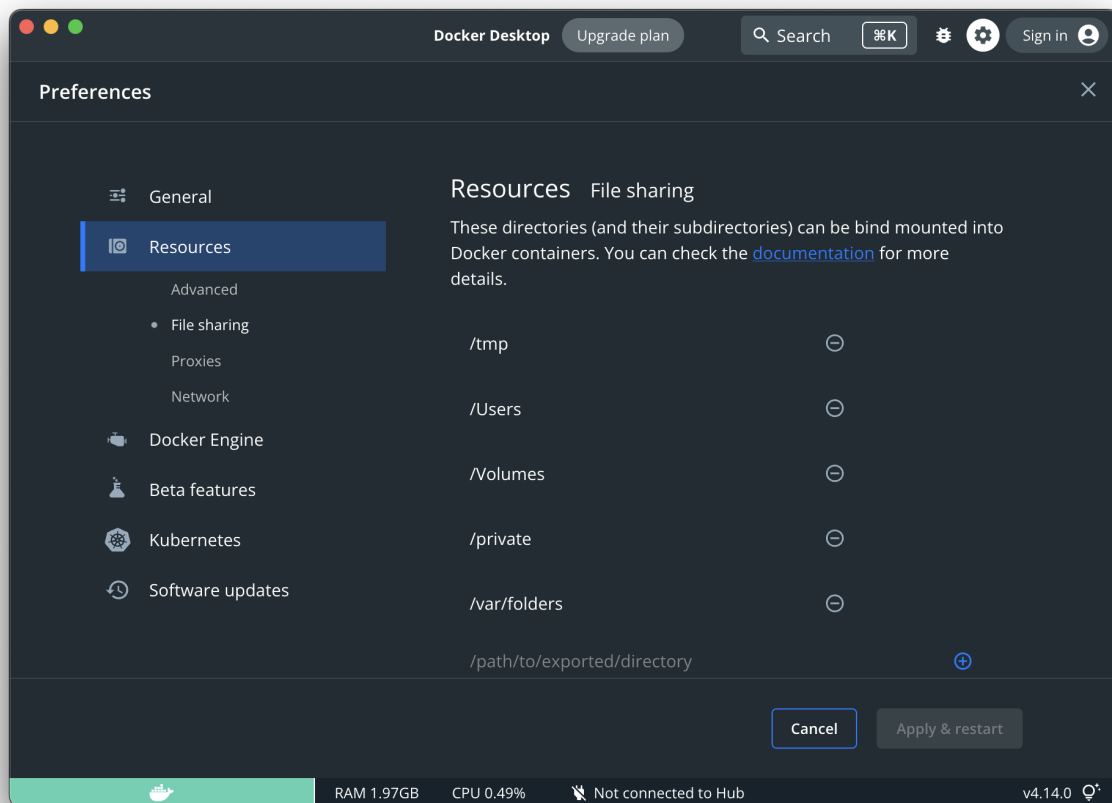 Docker Desktop Upgrade plan Search ⌘K Sign in
Preferences
General
Resources
Advanced
File sharing
Proxies
Network
Docker Engine
Beta features
Kubernetes
Software updates
Resources File sharing
These directories (and their subdirectories) can be bind mounted into
Docker containers. You can check the documentation for more
details.
/tmp
/Users
/Volumes
/private
/var/folders
/path/to/exported/directory
Cancel Apply & restart
RAM 1.97GB CPU 0.49% Not connected to Hub v4.14.0